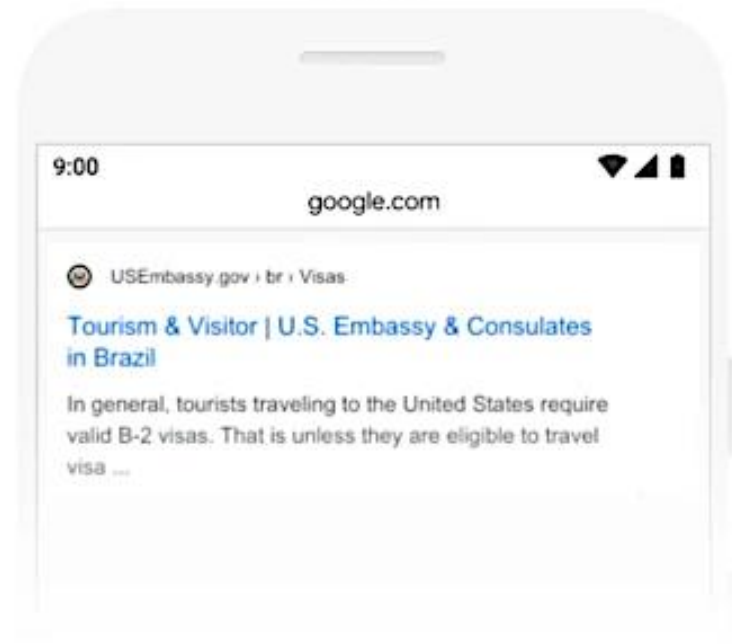 9:00
google.com
USEmbassy.gov › br › Visas
Tourism & Visitor | U.S. Embassy & Consulates
in Brazil
In general, tourists traveling to the United States require
valid B-2 visas. That is unless they are eligible to travel
visa ...